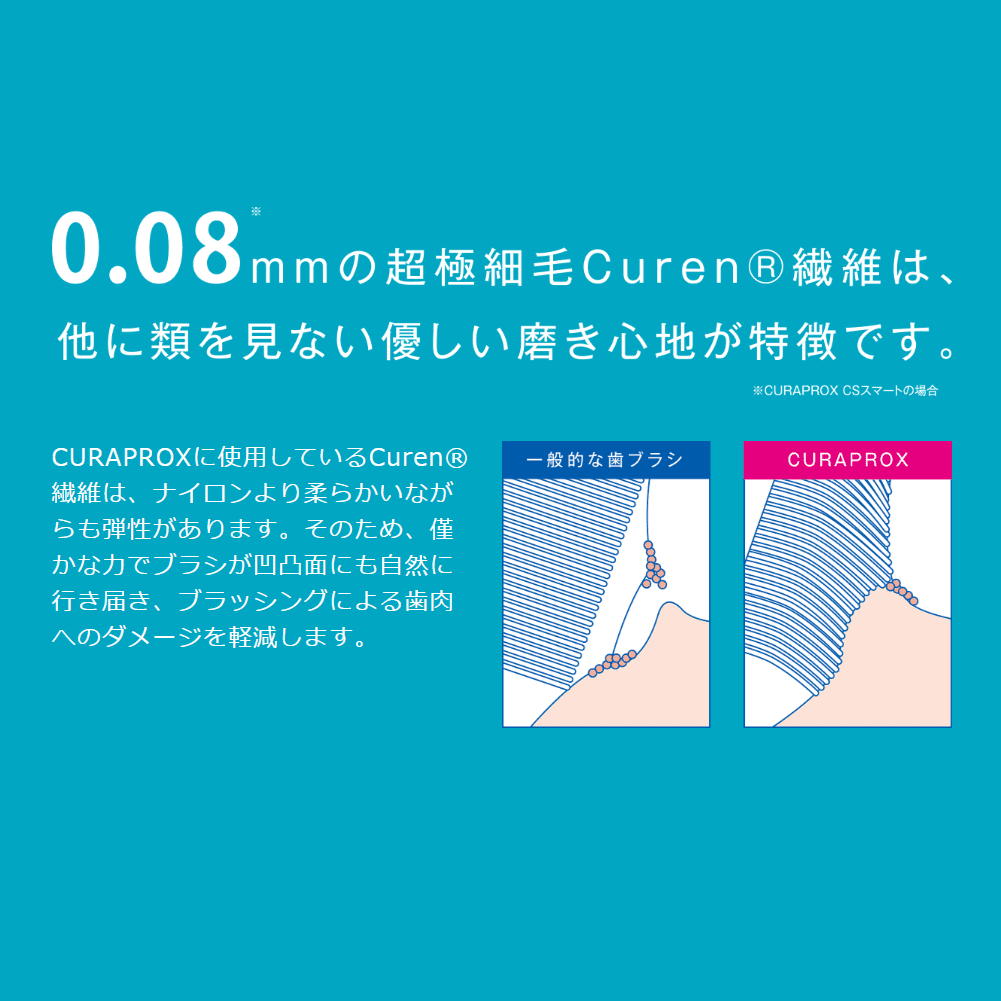 0.08※mmの超極細毛Curen®繊維は、
他に類を見ない優しい磨き心地が特徴です。
※CURAPROX CSスマートの場合
CURAPROXに使用しているCuren®
繊維は、ナイロンより柔らかいなが
らも弾性があります。そのため、僅
かな力でブラシが凹凸面にも自然に
行き届き、ブラッシングによる歯肉
へのダメージを軽減します。
一般的な歯ブラシ
CURAPROX